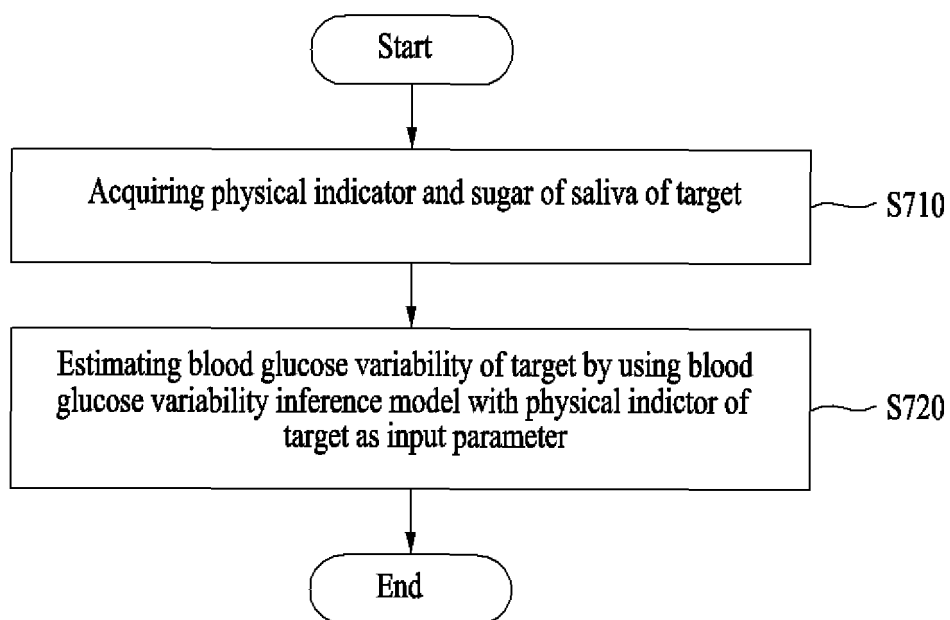 Start
Acquiring physical indicator and sugar of saliva of target
S710
Estimating blood glucose variability of target by using blood
glucose variability inference model with physical indictor of
target as input parameter
S720
End